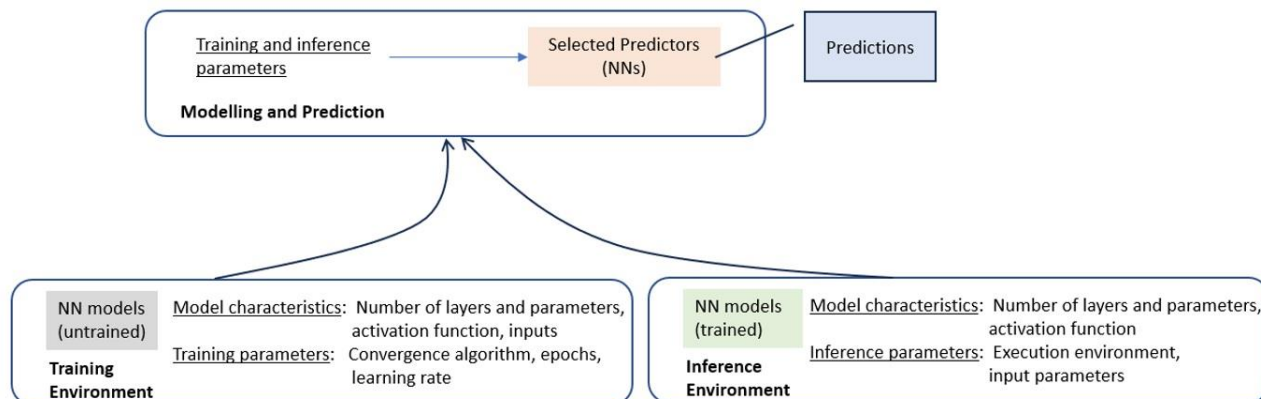 Training and inference
parameters
Selected Predictors
(NNs)
Predictions
Modelling and Prediction
NN models
(untrained)
Training
Environment
Model characteristics: Number of layers and parameters,
activation function, inputs
Training parameters: Convergence algorithm, epochs,
learning rate
NN models
(trained)
Inference
Environment
Model characteristics: Number of layers and parameters,
activation function
Inference parameters: Execution environment,
input parameters